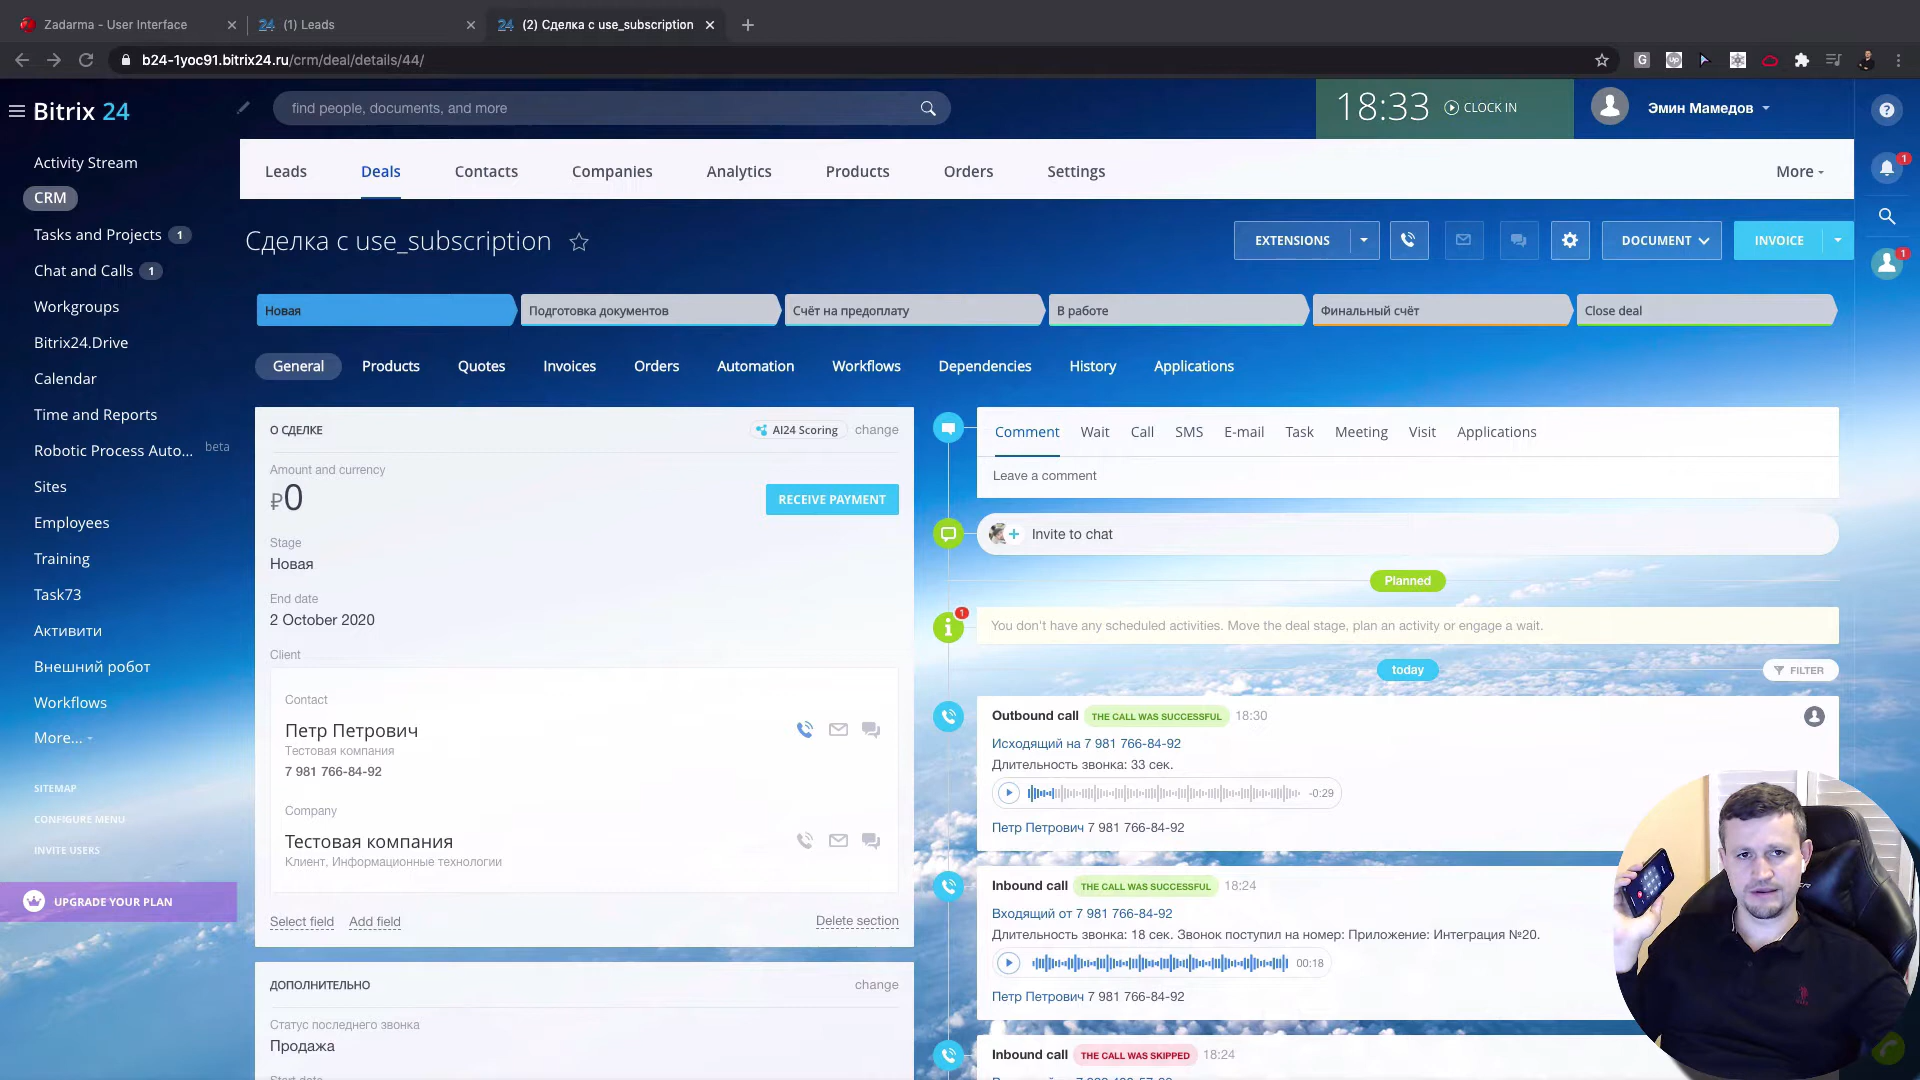 Zadarma - User Interface
(1) Leads
(2) Сделка с use_subscription
b24-1yoc91.bitrix24.ru/crm/deal/details/44/
Bitrix 24
find people, documents, and more
18:33
CLOCK IN
Эмин Мамедов
Activity Stream
CRM
Tasks and Projects 1
Chat and Calls 1
Workgroups
Bitrix24.Drive
Calendar
Time and Reports
Robotic Process Auto... beta
Sites
Employees
Training
Task73
Активити
Внешний робот
Workflows
More...
SITEMAP
CONFIGURE MENU
INVITE USERS
UPGRADE YOUR PLAN
Leads Deals Contacts Companies Analytics Products Orders Settings More
Сделка с use_subscription
EXTENSIONS
DOCUMENT
INVOICE
Новая
Подготовка документов
Счёт на предоплату
В работе
Финальный счёт
Close deal
General Products Quotes Invoices Orders Automation Workflows Dependencies History Applications
О СДЕЛКЕ
AI24 Scoring
change
Amount and currency
₽0
RECEIVE PAYMENT
Stage
Новая
End date
2 October 2020
Client
Contact
Петр Петрович
Тестовая компания
7 981 766-84-92
Company
Тестовая компания
Клиент, Информационные технологии
Select field Add field Delete section
ДОПОЛНИТЕЛЬНО
change
Статус последнего звонка
Продажа
Start date
Comment Wait Call SMS E-mail Task Meeting Visit Applications
Leave a comment
Invite to chat
Planned
1
You don't have any scheduled activities. Move the deal stage, plan an activity or engage a wait.
today
FILTER
Outbound call THE CALL WAS SUCCESSFUL 18:30
Исходящий на 7 981 766-84-92
Длительность звонка: 33 сек.
-0:29
Петр Петрович 7 981 766-84-92
Inbound call THE CALL WAS SUCCESSFUL 18:24
Входящий от 7 981 766-84-92
Длительность звонка: 18 сек. Звонок поступил на номер: Приложение: Интеграция №20.
00:18
Петр Петрович 7 981 766-84-92
Inbound call THE CALL WAS SKIPPED 18:24
1
1